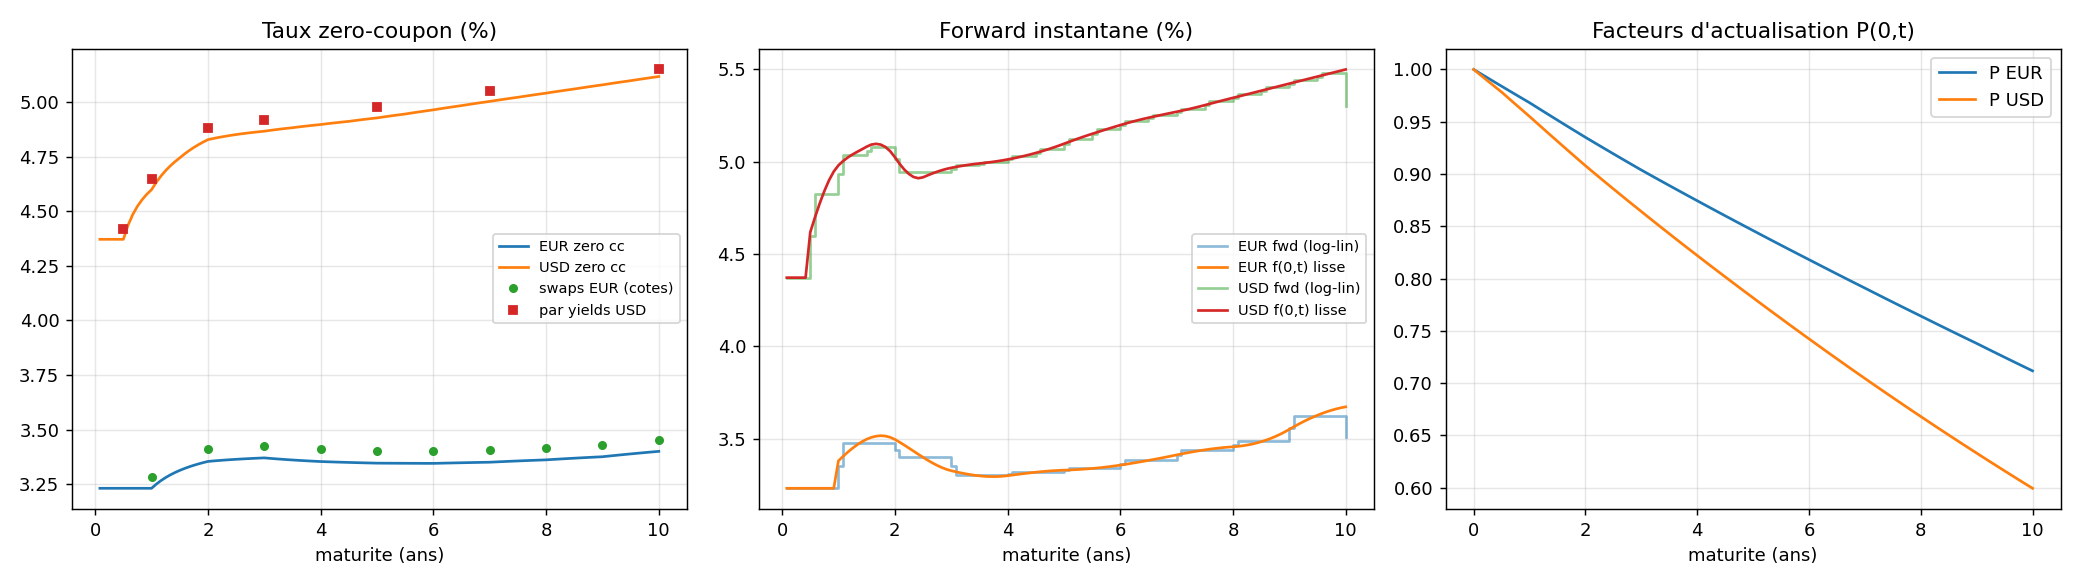 Taux zero-coupon (%)
5.00
4.75
4.50
4.25
4.00
3.75
3.50
3.25
EUR zero cc
USD zero cc
swaps EUR (cotes)
par yields USD
0 2 4 6 8 10
maturite (ans)
Forward instantane (%)
5.5
5.0
4.5
4.0
3.5
EUR fwd (log-lin)
EUR f(0,t) lisse
USD fwd (log-lin)
USD f(0,t) lisse
0 2 4 6 8 10
maturite (ans)
Facteurs d'actualisation P(0,t)
1.00
0.95
0.90
0.85
0.80
0.75
0.70
0.65
0.60
P EUR
P USD
0 2 4 6 8 10
maturite (ans)